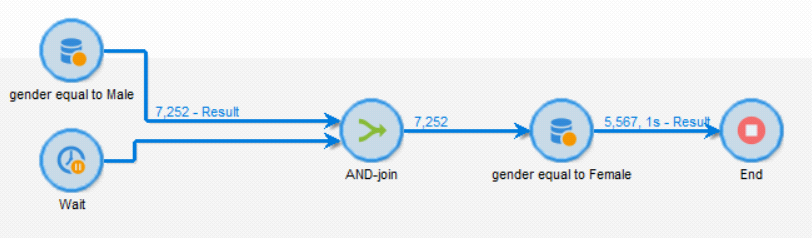 gender equal to Male
7,252 - Result
Wait
AND-join
7,252
gender equal to Female
5,567, 1s - Result
End